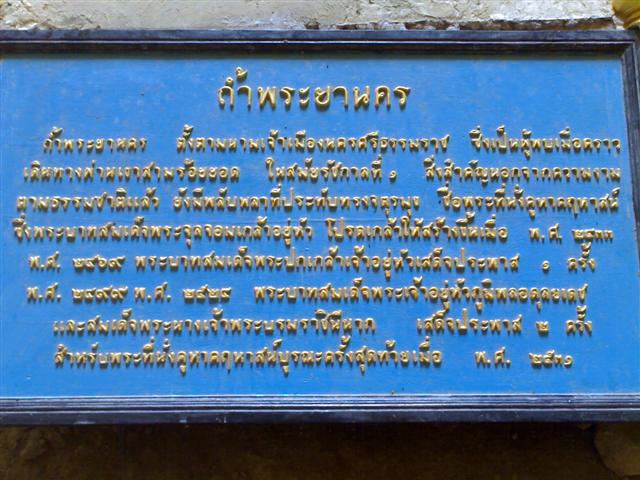 ถ้ำพระยานคร
ถ้ำพระยานคร ตั้งตามนามเจ้าเมืองนครศรีธรรมราช ซึ่งเป็นผู้พบเมื่อคราว
เดินทางผ่านเขาสามร้อยยอด ในสมัยรัชกาลที่ ๑ สิ่งสำคัญนอกจากความงาม
ตามธรรมชาติแล้ว ยังมีพลับพลาที่ประทับทรงจตุรมุข ชื่อพระที่นั่งคูหาคฤหาสน์
ซึ่งพระบาทสมเด็จพระจุลจอมเกล้าอยู่หัว โปรดเกล้าให้สร้างขึ้นเมื่อ พ.ศ. ๒๔๓๓
พ.ศ. ๒๔๖๙ พระบาทสมเด็จพระปกเกล้าเจ้าอยู่หัวเสด็จประพาส ๑ ครั้ง
พ.ศ. ๒๔๙๙ พ.ศ. ๒๕๒๙ พระบาทสมเด็จพระเจ้าอยู่หัวภูมิพลอดุลยเดช
และสมเด็จพระนางเจ้าพระบรมราชินีนาถ เสด็จประพาส ๒ ครั้ง
สำหรับพระที่นั่งคูหาคฤหาสน์บูรณะครั้งสุดท้ายเมื่อ พ.ศ. ๒๕๓๑